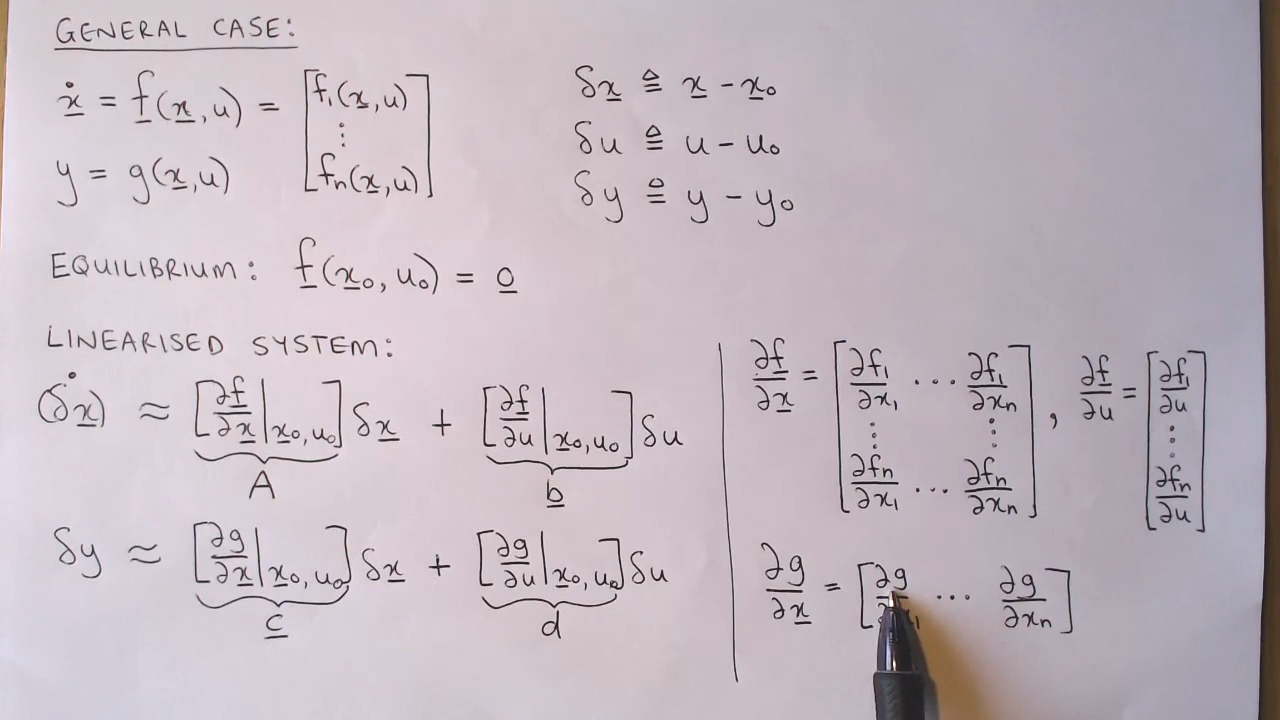 GENERAL CASE:
ẋ = f(x, u) = [f₁(x, u) ⋮ fₙ(x, u)]
y = g(x, u)
δx ≜ x - x₀
δu ≜ u - u₀
δy ≜ y - y₀
EQUILIBRIUM: f(x₀, u₀) = 0
LINEARISED SYSTEM:
(δẋ) ≈ [∂f/∂x |x₀, u₀] δx + [∂f/∂u |x₀, u₀] δu
A b
δy ≈ [∂g/∂x |x₀, u₀] δx + [∂g/∂u |x₀, u₀] δu
c d
∂f/∂x = [∂f₁/∂x₁ ⋯ ∂f₁/∂xₙ ⋮ ⋮ ∂fₙ/∂x₁ ⋯ ∂fₙ/∂xₙ], ∂f/∂u = [∂f₁/∂u ⋮ ∂fₙ/∂u]
∂g/∂x = [∂g/∂x₁ ⋯ ∂g/∂xₙ]